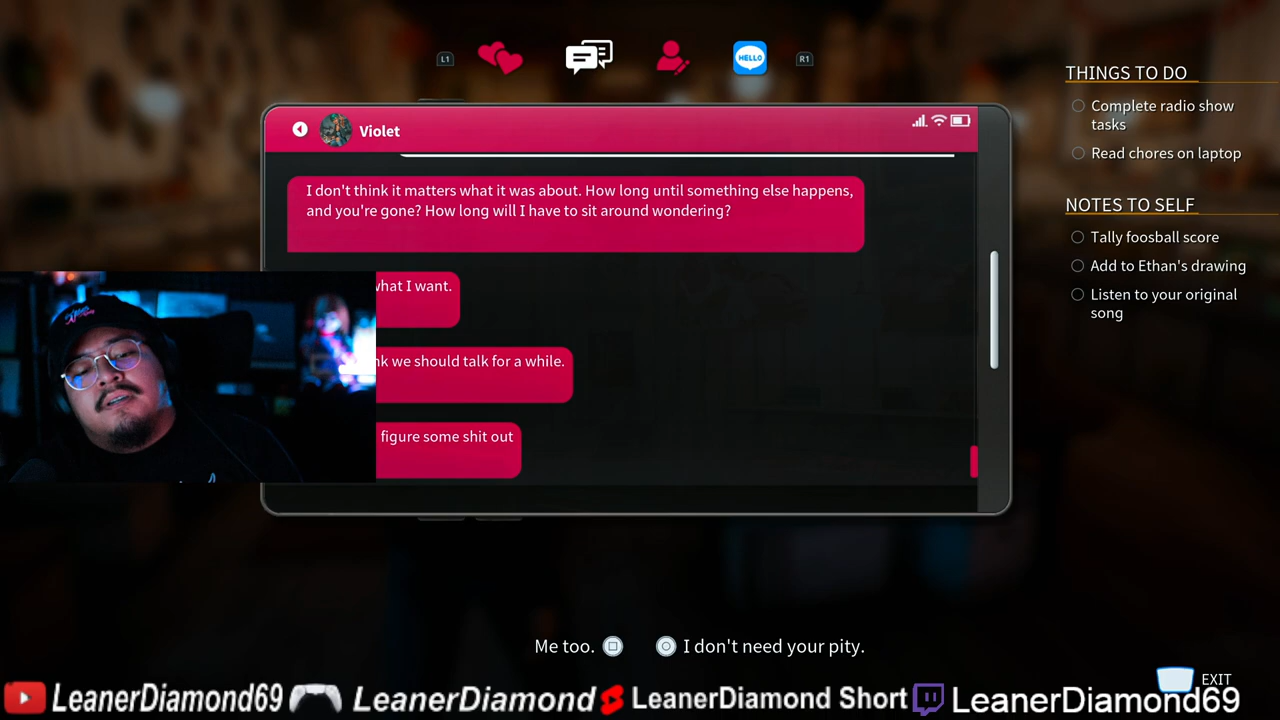 L1
HELLO
R1
Violet
I don't think it matters what it was about. How long until something else happens,
and you're gone? How long will I have to sit around wondering?
what I want.
we should talk for a while.
figure some shit out
THINGS TO DO
Complete radio show
tasks
Read chores on laptop
NOTES TO SELF
Tally foosball score
Add to Ethan's drawing
Listen to your original
song
Me too.
I don't need your pity.
EXIT
LeanerDiamond69
LeanerDiamond
LeanerDiamond Short
LeanerDiamond69